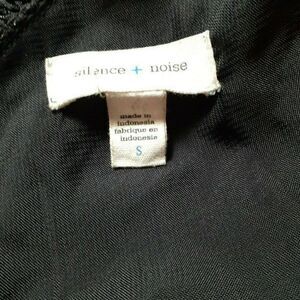 silence + noise
made in
indonesia
fabrique en
indonesie
S